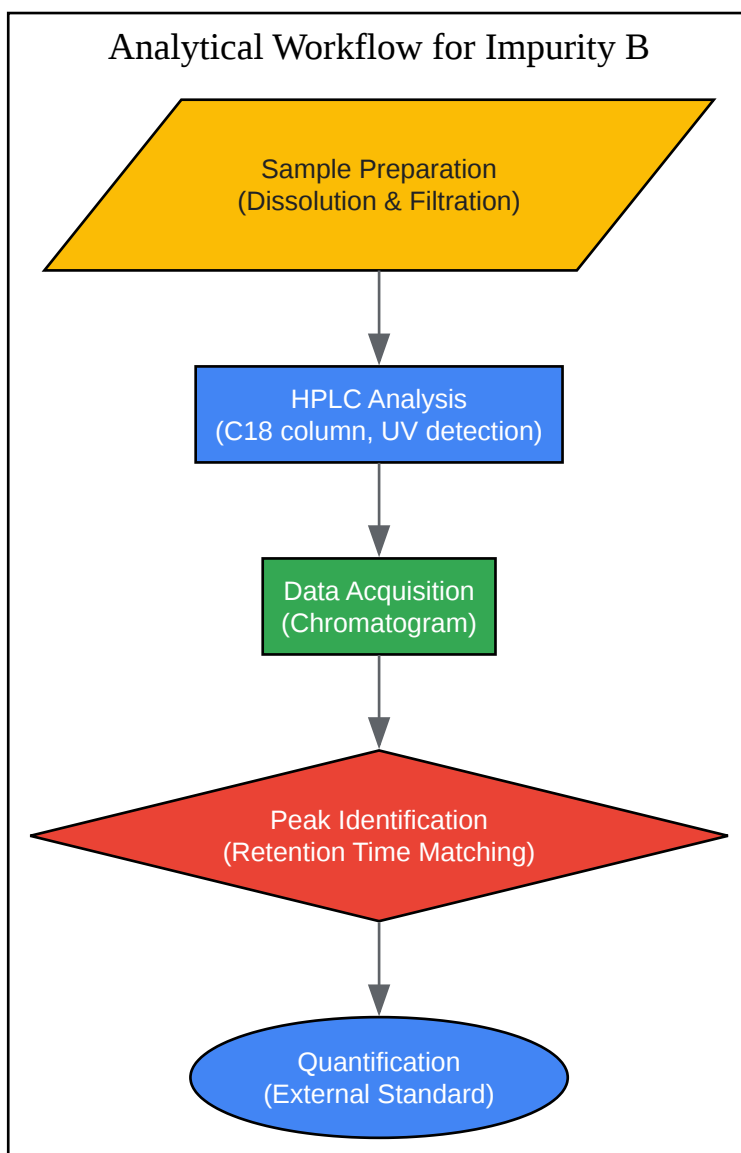 Analytical Workflow for Impurity B
Sample Preparation
(Dissolution & Filtration)
HPLC Analysis
(C18 column, UV detection)
Data Acquisition
(Chromatogram)
Peak Identification
(Retention Time Matching)
Quantification
(External Standard)